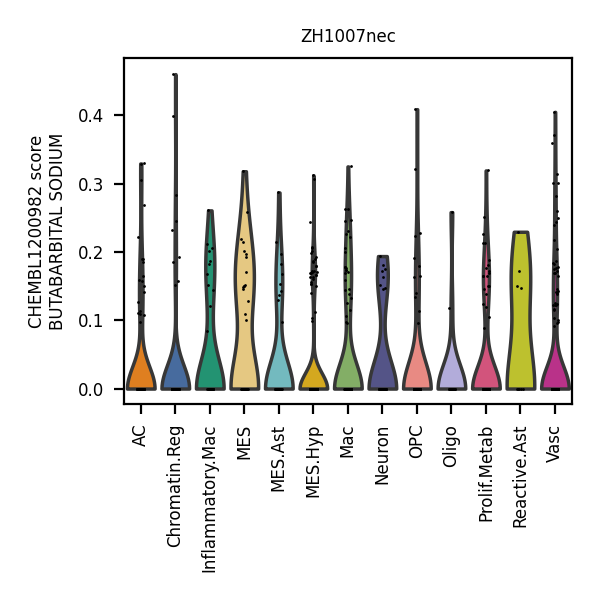 ZH1007nec
CHEMBL1200982 score
BUTABARBITAL SODIUM
0.4
0.3
0.2
0.1
0.0
AC
Chromatin.Reg
Inflammatory.Mac
MES
MES.Ast
MES.Hyp
Mac
Neuron
OPC
Oligo
Prolif.Metab
Reactive.Ast
Vasc